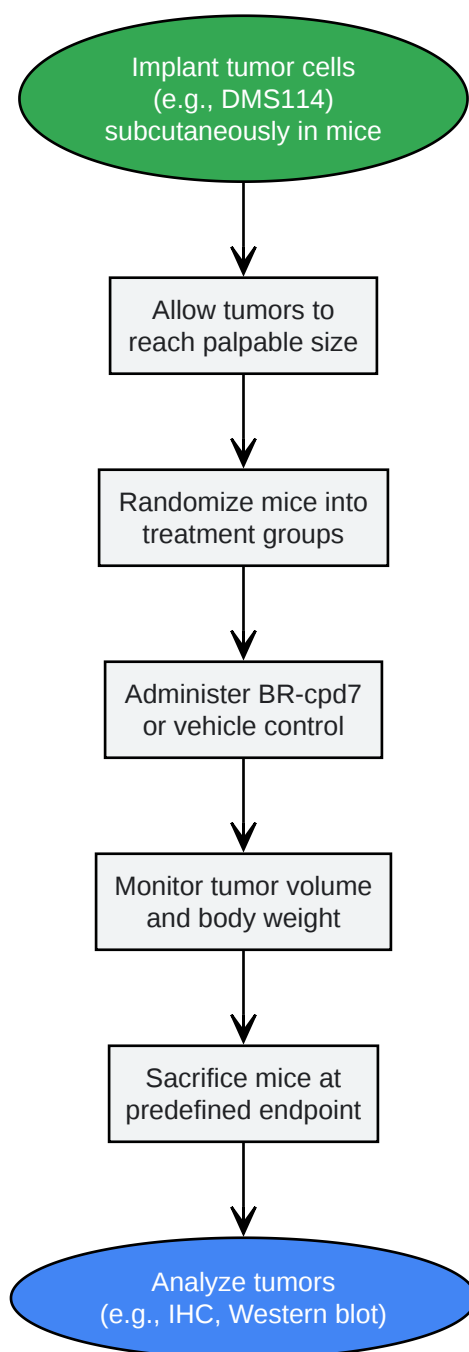 Implant tumor cells
(e.g., DMS114)
subcutaneously in mice
Allow tumors to
reach palpable size
Randomize mice into
treatment groups
Administer BR-cpd7
or vehicle control
Monitor tumor volume
and body weight
Sacrifice mice at
predefined endpoint
Analyze tumors
(e.g., IHC, Western blot)